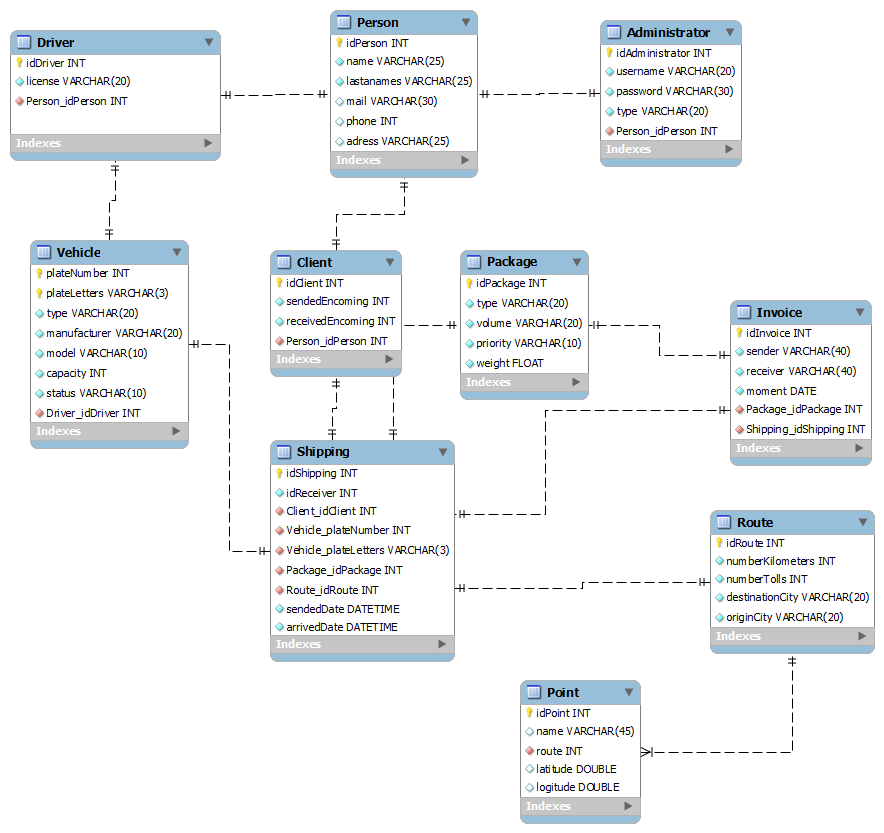 Driver
idDriver INT
license VARCHAR(20)
Person_idPerson INT
Indexes
Person
idPerson INT
name VARCHAR(25)
lastanames VARCHAR(25)
mail VARCHAR(30)
phone INT
adress VARCHAR(25)
Indexes
Administrator
idAdministrator INT
username VARCHAR(20)
password VARCHAR(30)
type VARCHAR(20)
Person_idPerson INT
Indexes
Vehicle
plateNumber INT
plateLetters VARCHAR(3)
type VARCHAR(20)
manufacturer VARCHAR(20)
model VARCHAR(10)
capacity INT
status VARCHAR(10)
Driver_idDriver INT
Indexes
Client
idClient INT
sendedEncoming INT
receivedEncoming INT
Person_idPerson INT
Indexes
Package
idPackage INT
type VARCHAR(20)
volume VARCHAR(20)
priority VARCHAR(10)
weight FLOAT
Indexes
Invoice
idInvoice INT
sender VARCHAR(40)
receiver VARCHAR(40)
moment DATE
Package_idPackage INT
Shipping_idShipping INT
Indexes
Shipping
idShipping INT
idReceiver INT
Client_idClient INT
Vehicle_plateNumber INT
Vehicle_plateLetters VARCHAR(3)
Package_idPackage INT
Route_idRoute INT
sendedDate DATETIME
arrivedDate DATETIME
Indexes
Route
idRoute INT
numberKilometers INT
numberTolls INT
destinationCity VARCHAR(20)
originCity VARCHAR(20)
Indexes
Point
idPoint INT
name VARCHAR(45)
route INT
latitude DOUBLE
logitude DOUBLE
Indexes